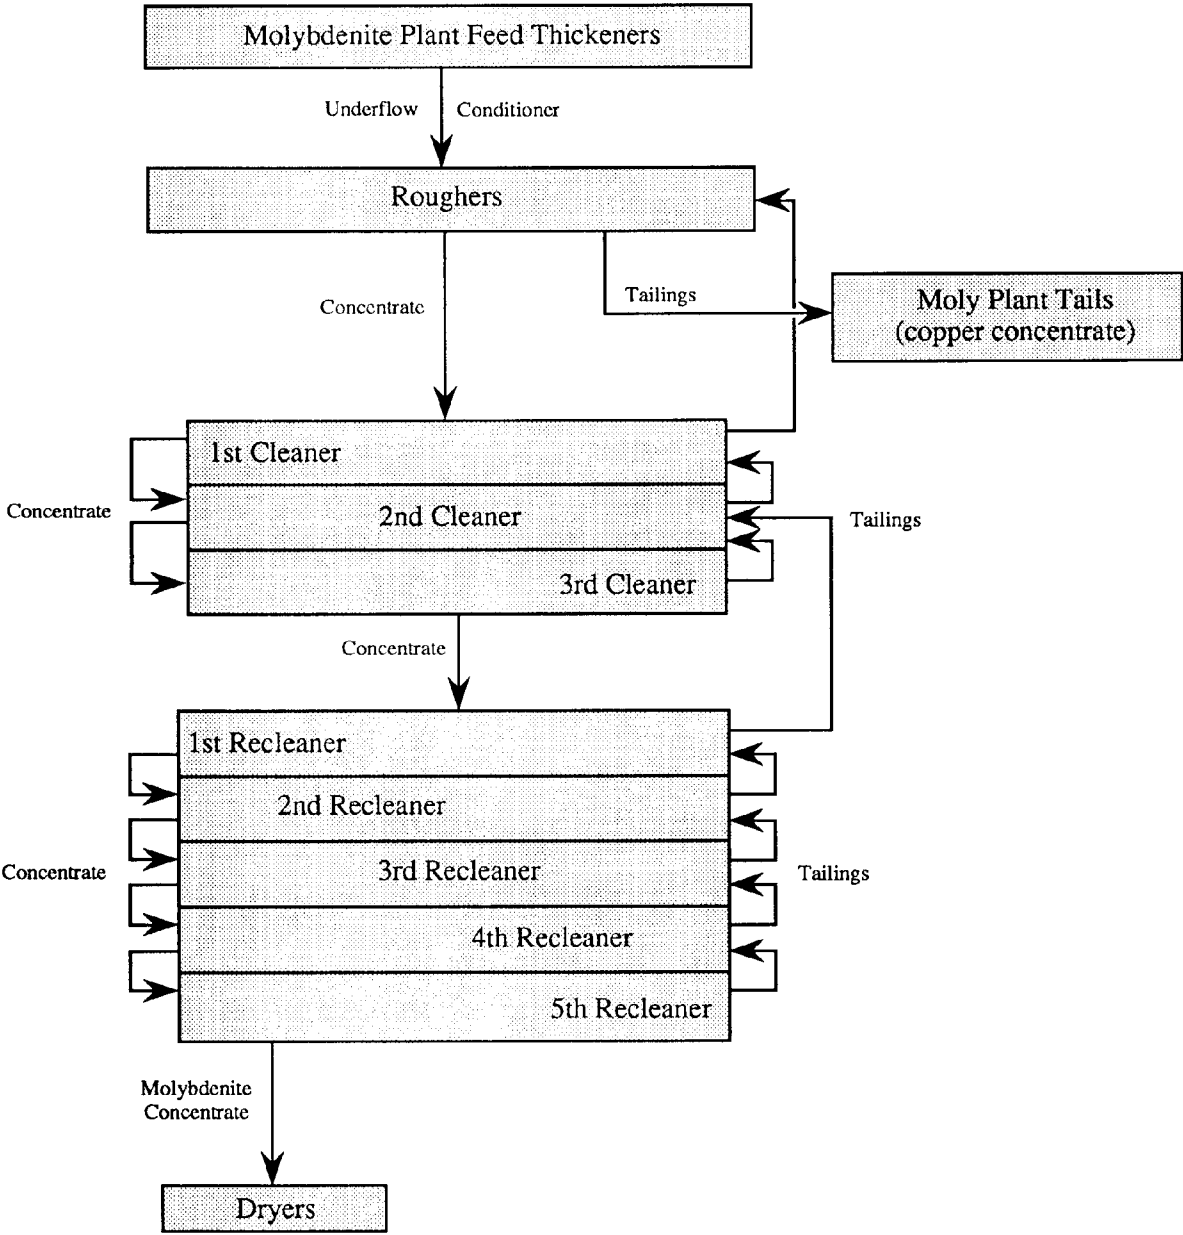 Molybdenite Plant Feed Thickeners
Underflow
Conditioner
Roughers
Concentrate
Tailings
Moly Plant Tails
(copper concentrate)
1st Cleaner
Concentrate
2nd Cleaner
Tailings
3rd Cleaner
Concentrate
1st Recleaner
2nd Recleaner
Concentrate
3rd Recleaner
Tailings
4th Recleaner
5th Recleaner
Molybdenite
Concentrate
Dryers